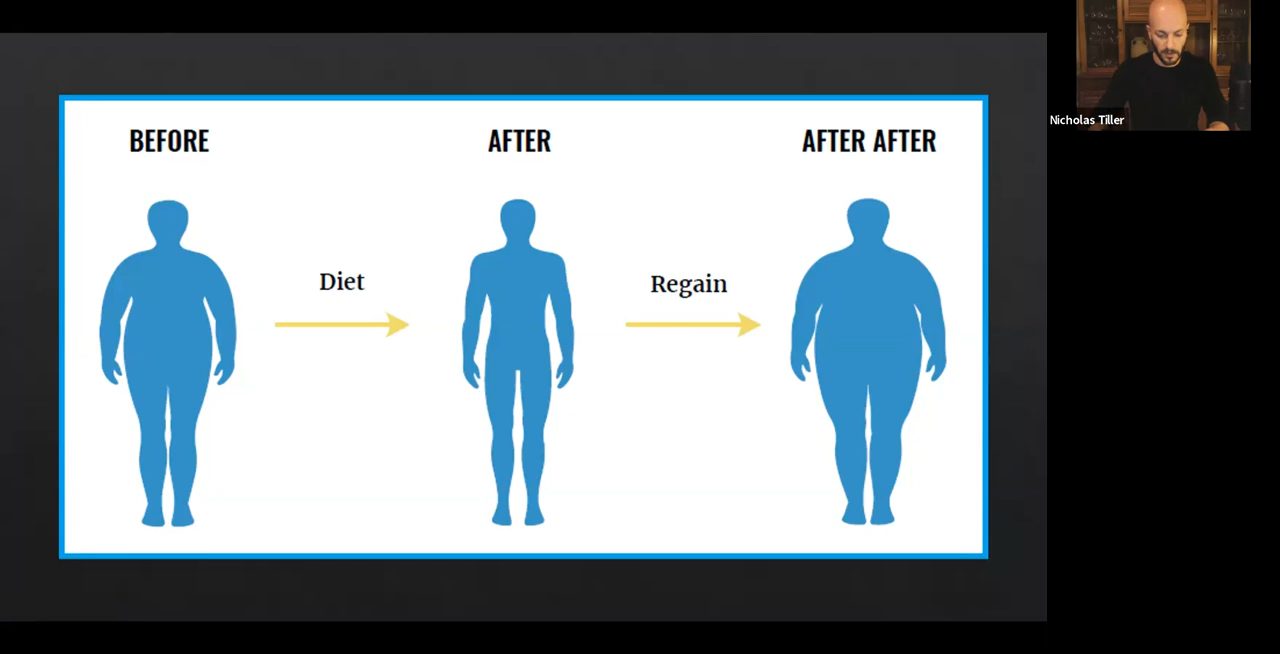 BEFORE
AFTER
AFTER AFTER
Diet
Regain
Nicholas Tiller